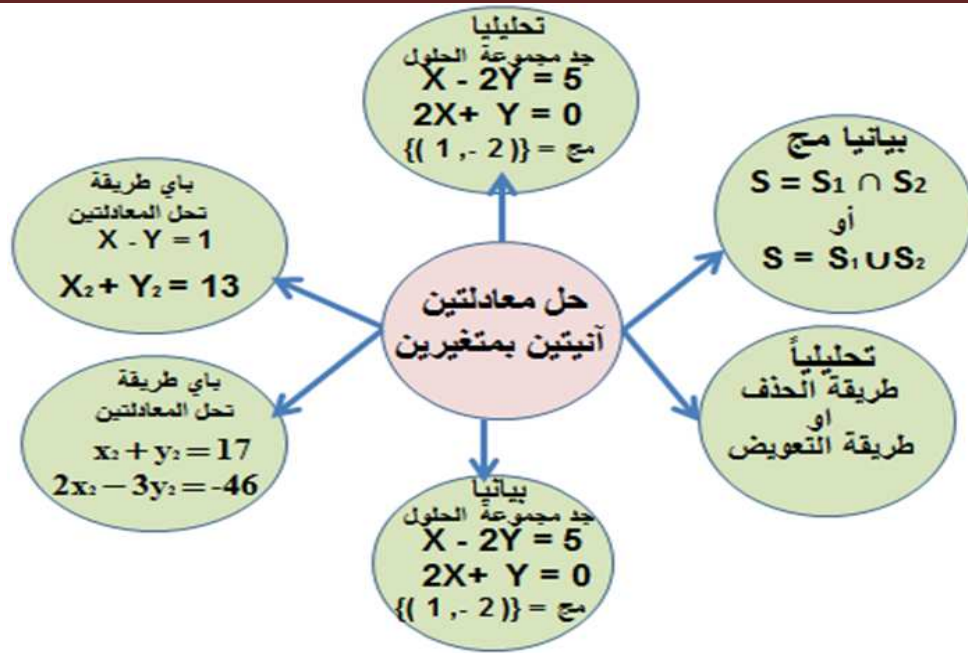 تحليليا
جد مجموعة الحلول
X - 2Y = 5
2X+ Y = 0
مج = {( 1 ,- 2 )}
بيانيا مج
S = S₁ ∩ S₂
أو
S = S₁ ∪ S₂
باي طريقة
تحل المعادلتين
X - Y = 1
X₂ + Y₂ = 13
حل معادلتين
آنيتين بمتغيرين
تحليلياً
طريقة الحذف
او
طريقة التعويض
باي طريقة
تحل المعادلتين
x₂ + y₂ = 17
2x₂ − 3y₂ = -46
بيانيا
جد مجموعة الحلول
X - 2Y = 5
2X+ Y = 0
مج = {( 1 ,- 2 )}